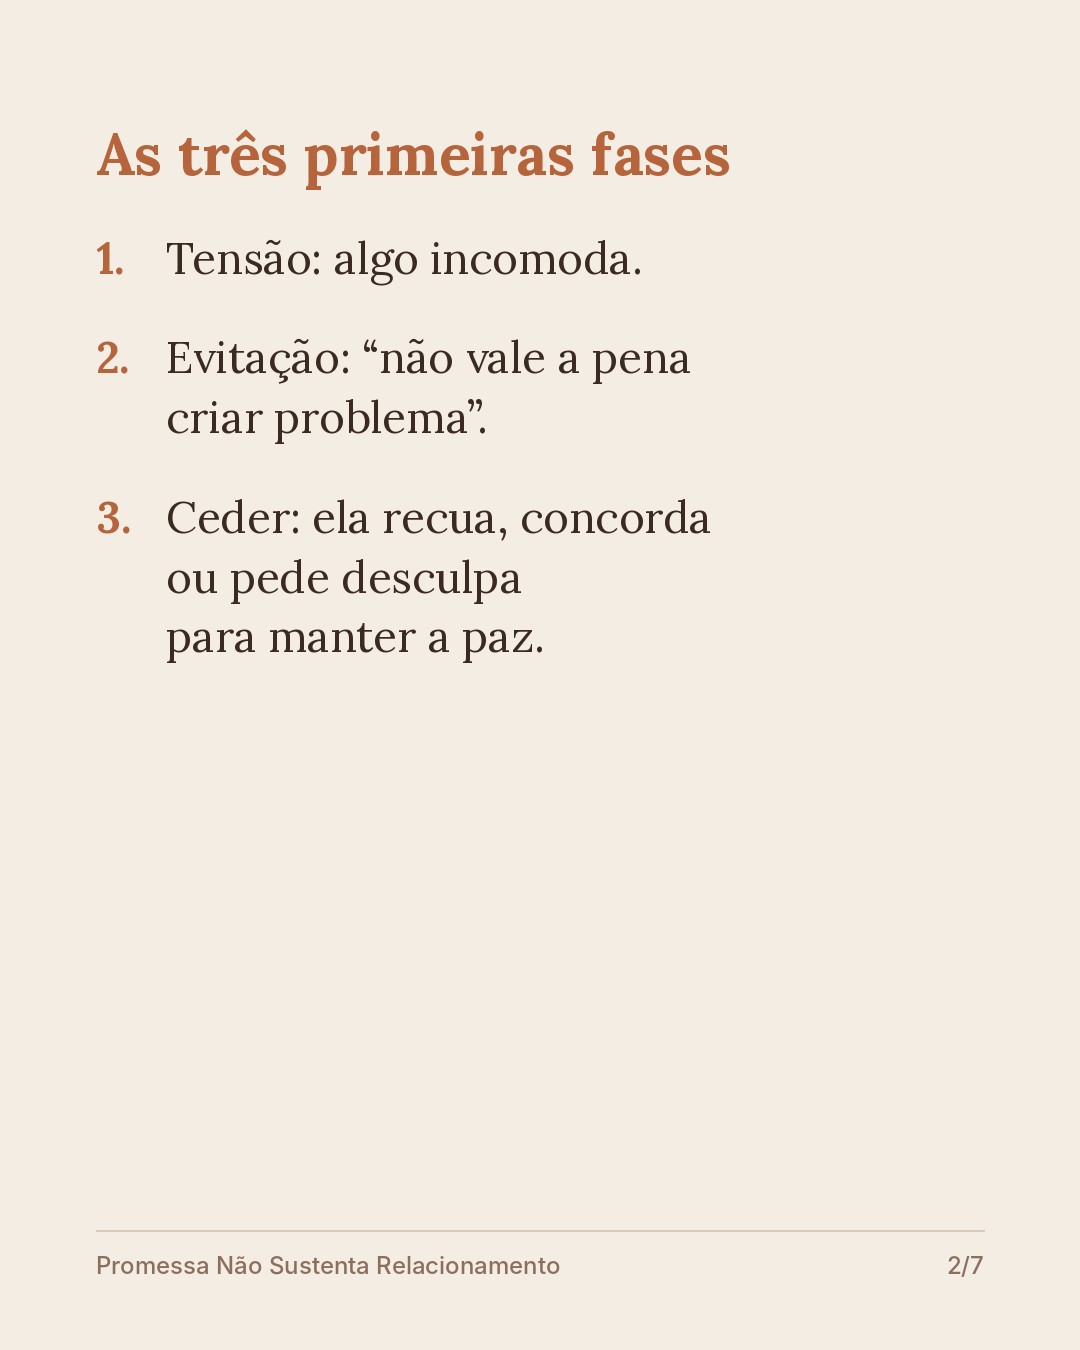 As três primeiras fases
1. Tensão: algo incomoda.
2. Evitação: “não vale a pena
criar problema”.
3. Ceder: ela recua, concorda
ou pede desculpa
para manter a paz.
Promessa Não Sustenta Relacionamento 2/7